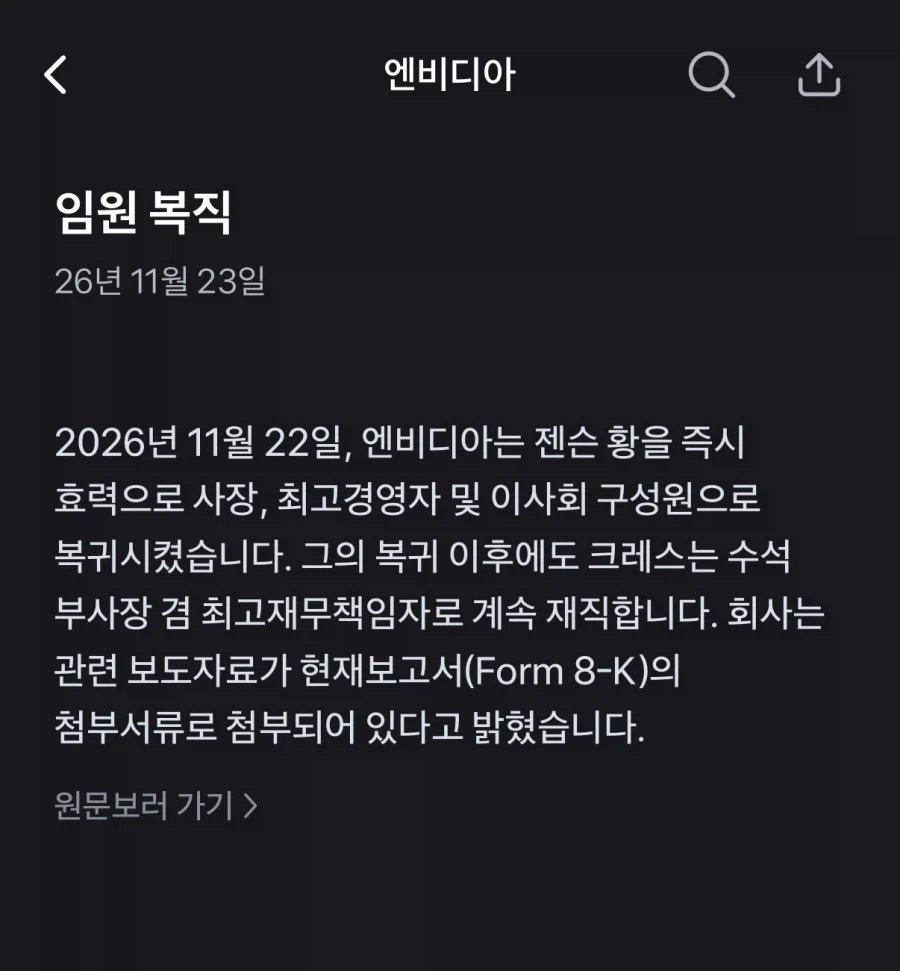 엔비디아
임원 복직
26년 11월 23일
2026년 11월 22일, 엔비디아는 젠슨 황을 즉시
효력으로 사장, 최고경영자 및 이사회 구성원으로
복귀시켰습니다. 그의 복귀 이후에도 크레스는 수석
부사장 겸 최고재무책임자로 계속 재직합니다. 회사는
관련 보도자료가 현재보고서(Form 8-K)의
첨부서류로 첨부되어 있다고 밝혔습니다.
원문보러 가기 >